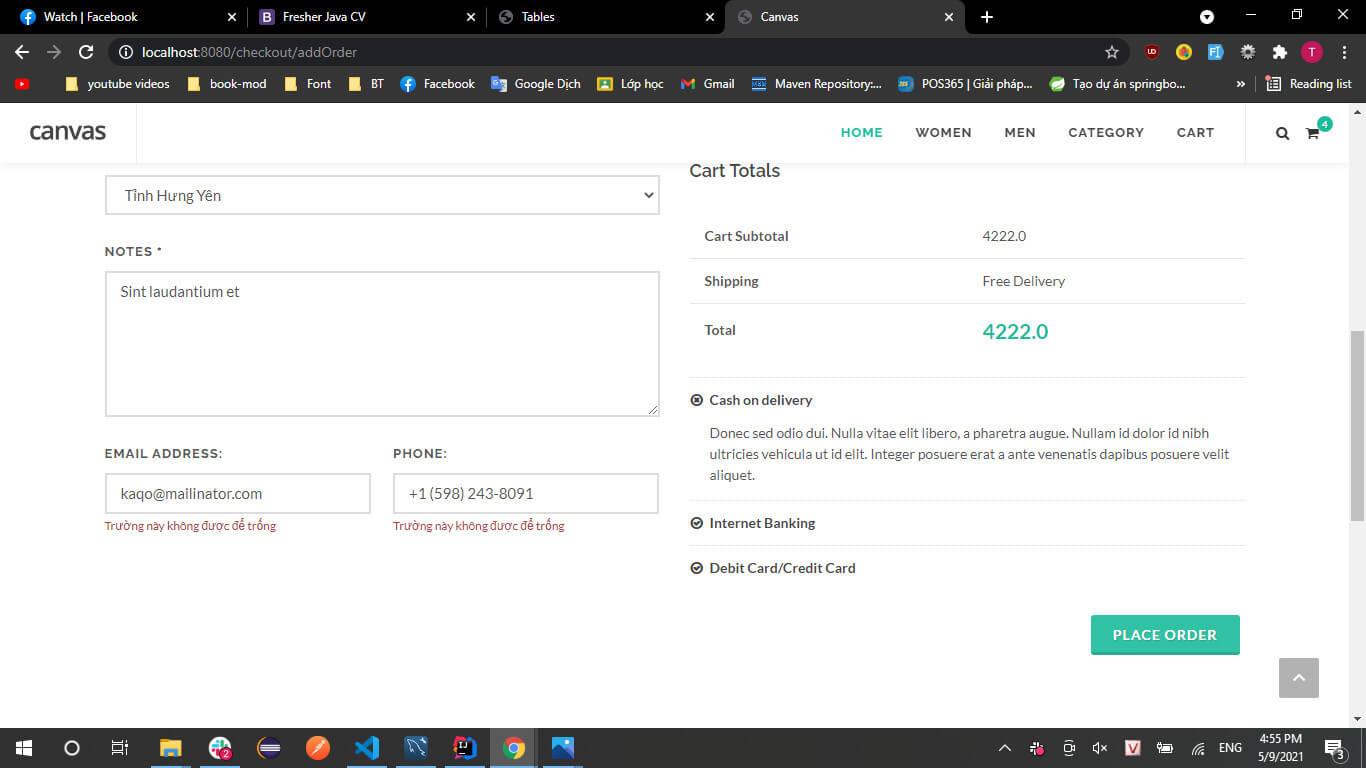 Watch | Facebook
Fresher Java CV
Tables
Canvas
localhost:8080/checkout/addOrder
T
youtube videos
book-mod
Font
BT
Facebook
Google Dịch
Lớp học
Gmail
Maven Repository:...
POS365 | Giải pháp...
Tạo dự án springbo...
»
Reading list
canvas
HOME
WOMEN
MEN
CATEGORY
CART
4
Tỉnh Hưng Yên
NOTES *
Sint laudantium et
EMAIL ADDRESS:
PHONE:
kaqo@mailinator.com
+1 (598) 243-8091
Trường này không được để trống
Trường này không được để trống
Cart Totals
Cart Subtotal
4222.0
Shipping
Free Delivery
Total
4222.0
Cash on delivery
Donec sed odio dui. Nulla vitae elit libero, a pharetra augue. Nullam id dolor id nibh
ultricies vehicula ut id elit. Integer posuere erat a ante venenatis dapibus posuere velit
aliquet.
Internet Banking
Debit Card/Credit Card
PLACE ORDER
2
IJ
V
ENG
4:55 PM
5/9/2021
3